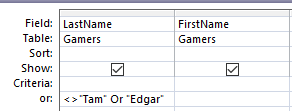 Field: LastName FirstName
Table: Gamers Gamers
Sort:
Show:
Criteria:
or: <>"Tam" Or "Edgar"